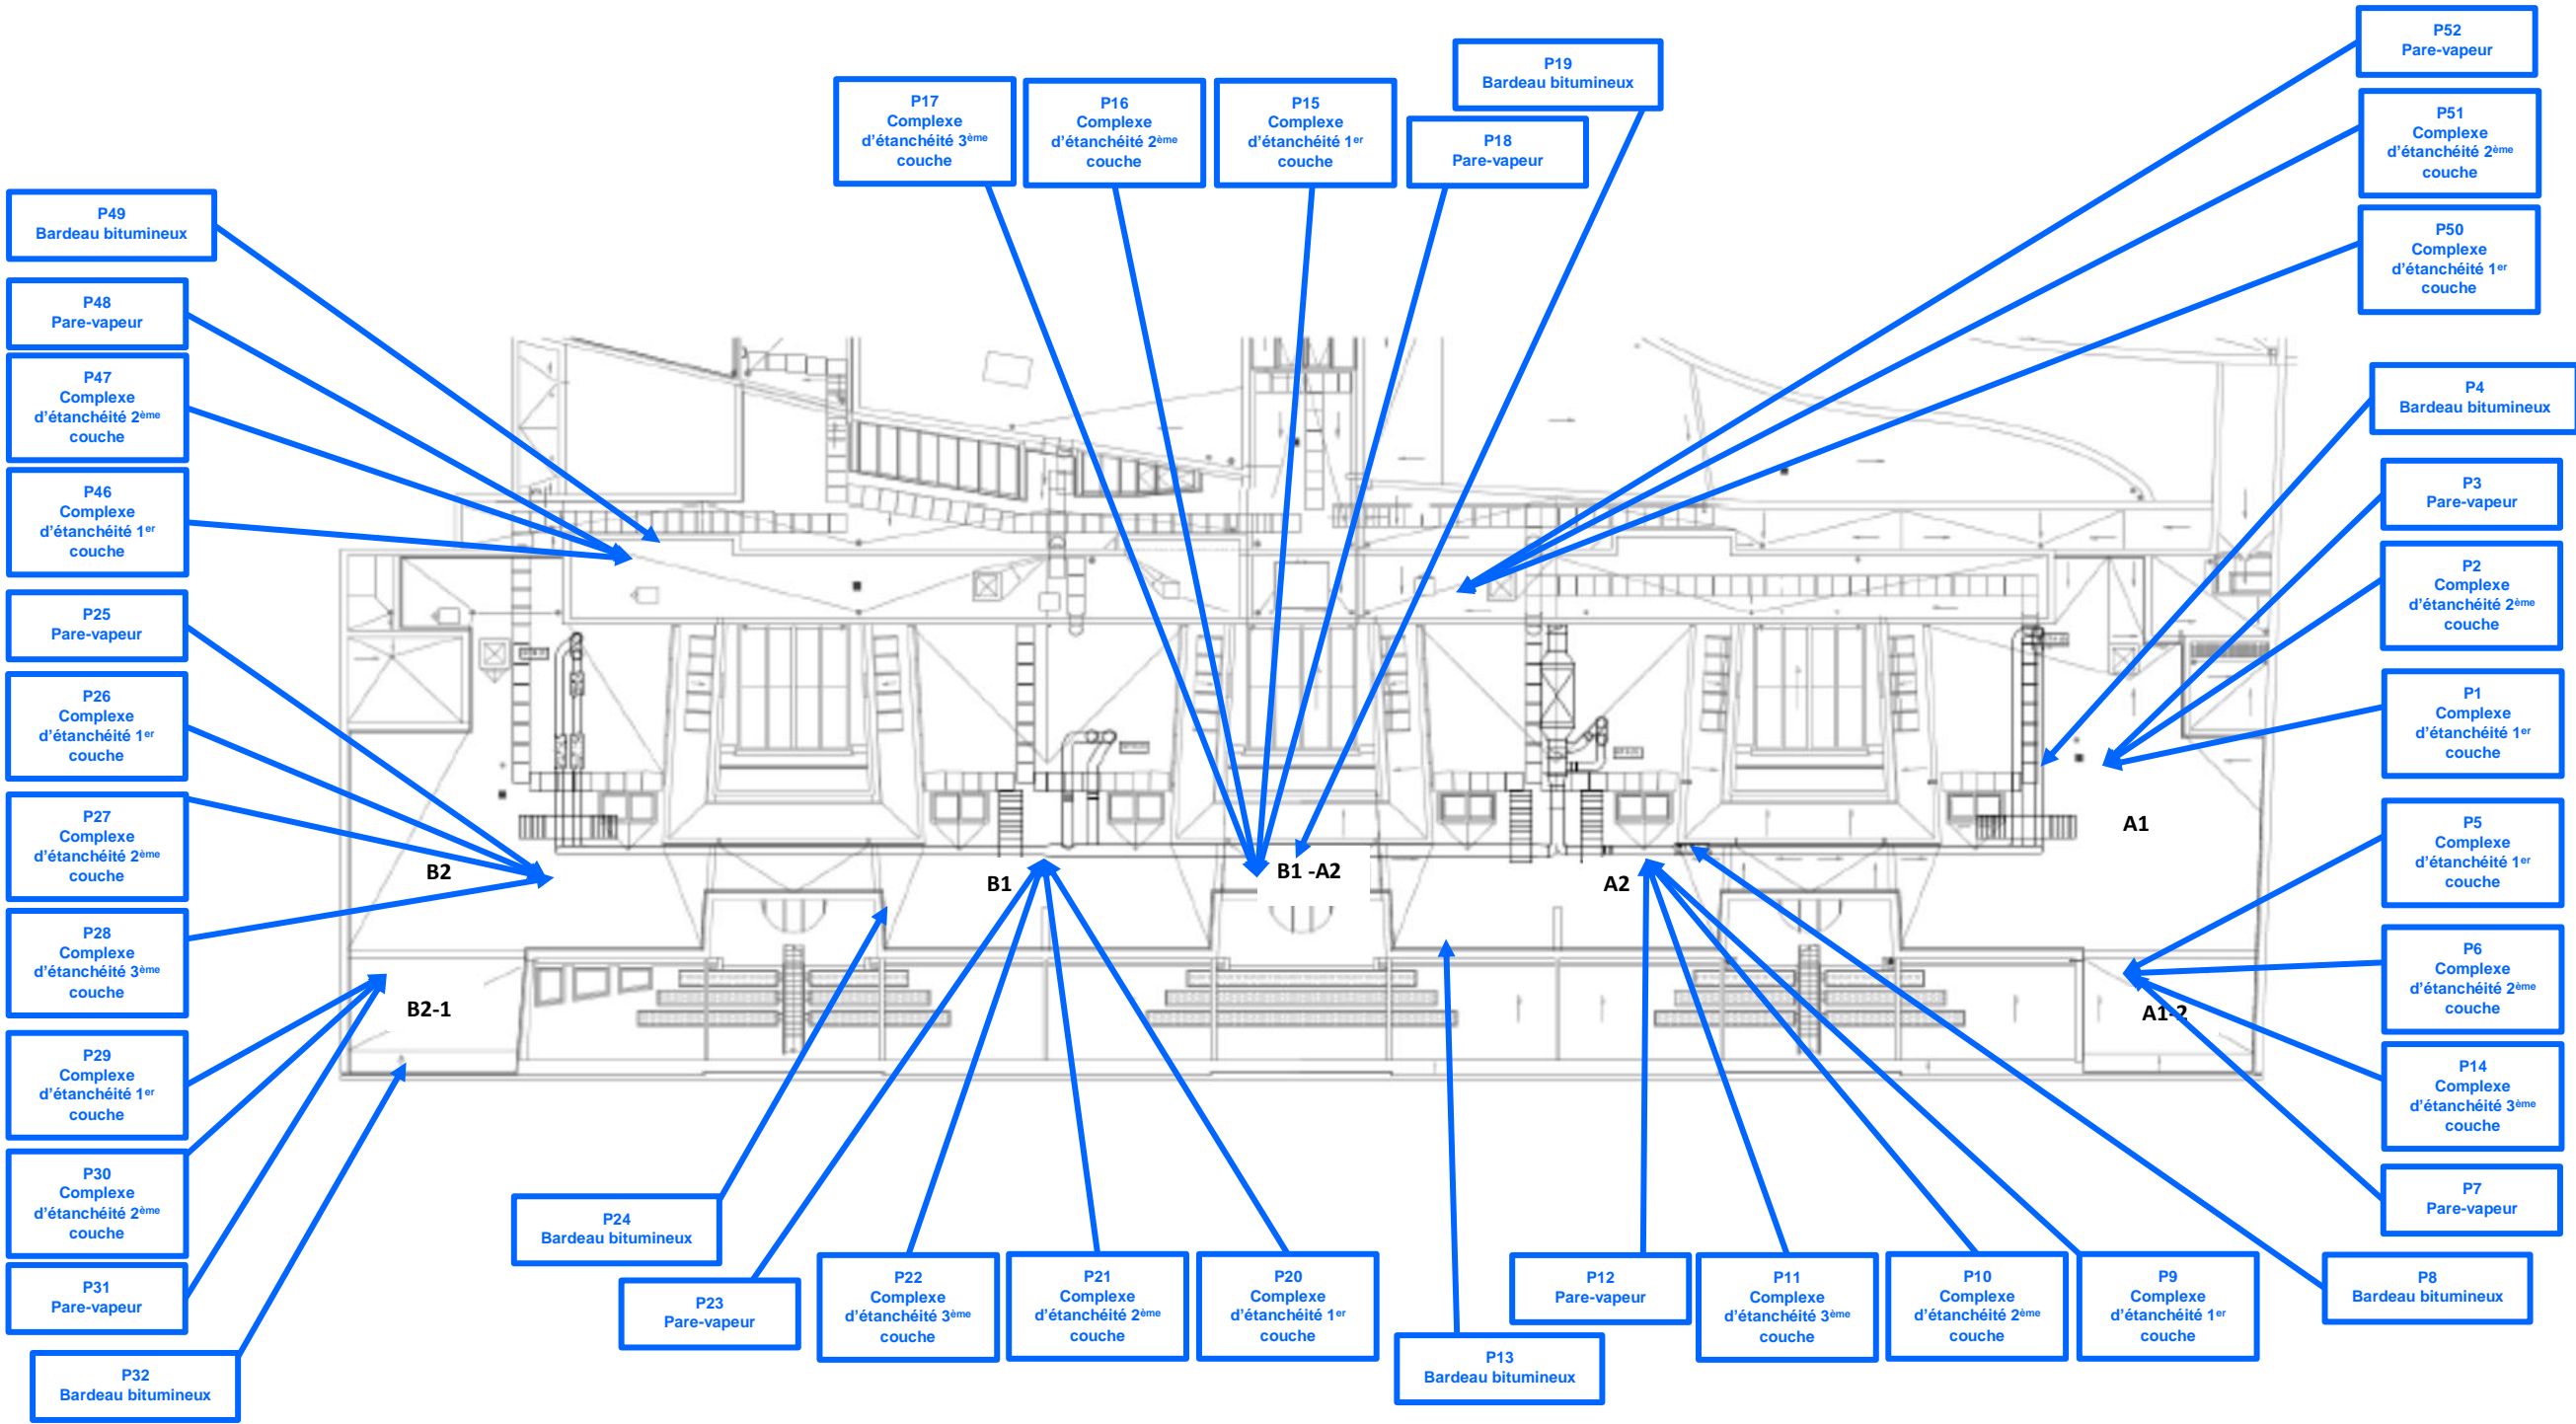 P52
Pare-vapeur
P19
Bardeau bitumineux
P17
Complexe
d'étanchéité 3ème
couche
P16
Complexe
d'étanchéité 2ème
couche
P15
Complexe
d'étanchéité 1er
couche
P18
Pare-vapeur
P51
Complexe
d'étanchéité 2ème
couche
P50
Complexe
d'étanchéité 1er
couche
P49
Bardeau bitumineux
P48
Pare-vapeur
P47
Complexe
d'étanchéité 2ème
couche
P46
Complexe
d'étanchéité 1er
couche
P25
Pare-vapeur
P26
Complexe
d'étanchéité 1er
couche
P27
Complexe
d'étanchéité 2ème
couche
P28
Complexe
d'étanchéité 3ème
couche
P29
Complexe
d'étanchéité 1er
couche
P30
Complexe
d'étanchéité 2ème
couche
P31
Pare-vapeur
P32
Bardeau bitumineux
P4
Bardeau bitumineux
P3
Pare-vapeur
P2
Complexe
d'étanchéité 2ème
couche
P1
Complexe
d'étanchéité 1er
couche
P5
Complexe
d'étanchéité 1er
couche
P6
Complexe
d'étanchéité 2ème
couche
P14
Complexe
d'étanchéité 3ème
couche
P7
Pare-vapeur
B2
B1
B1 -A2
A2
A1
B2-1
A1-2
P24
Bardeau bitumineux
P23
Pare-vapeur
P22
Complexe
d'étanchéité 3ème
couche
P21
Complexe
d'étanchéité 2ème
couche
P20
Complexe
d'étanchéité 1er
couche
P13
Bardeau bitumineux
P12
Pare-vapeur
P11
Complexe
d'étanchéité 3ème
couche
P10
Complexe
d'étanchéité 2ème
couche
P9
Complexe
d'étanchéité 1er
couche
P8
Bardeau bitumineux